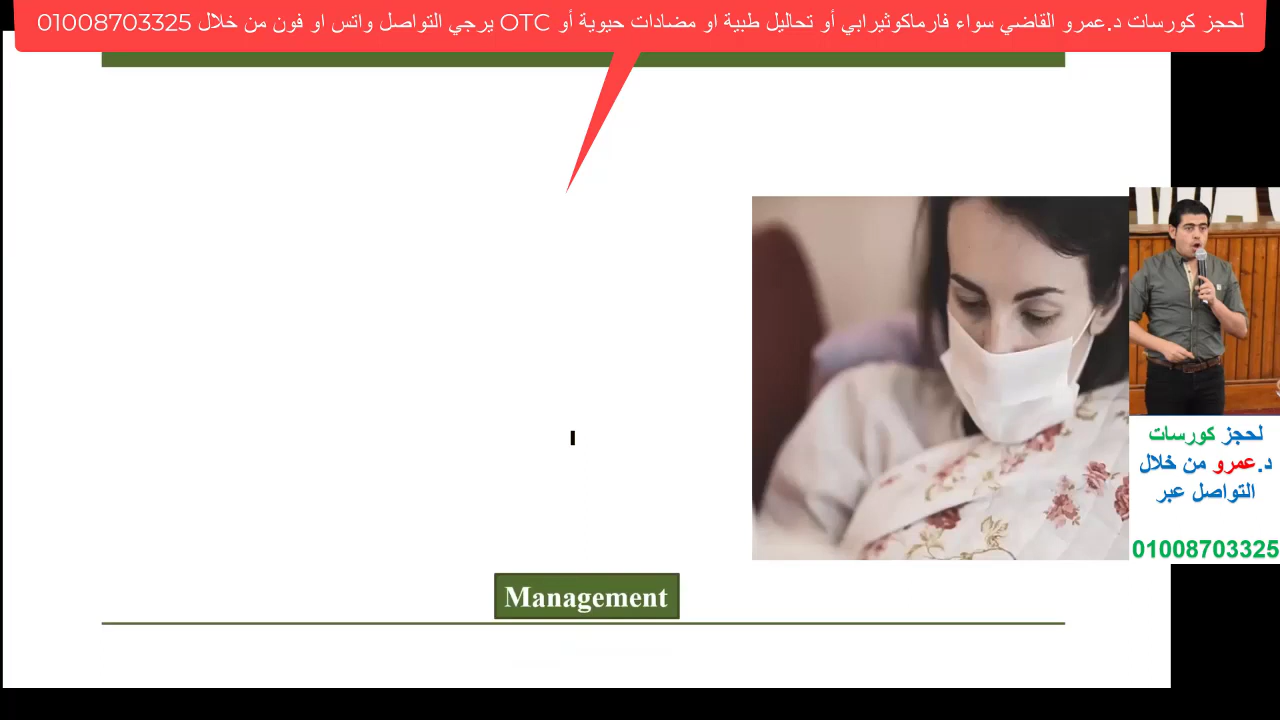 لحجز كورسات د.عمرو القاضي سواء فارماكوثيرابي أو تحاليل طبية او مضادات حيوية أو OTC يرجي التواصل واتس او فون من خلال 01008703325
لحجز كورسات
د.عمرو من خلال
التواصل عبر
01008703325
Management